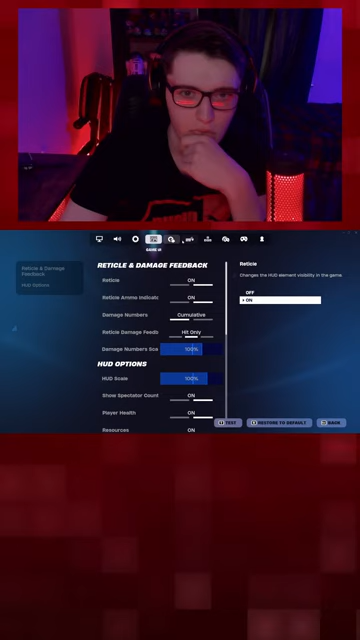 GAME UI
Reticle & Damage
Feedback
HUD Options
RETICLE & DAMAGE FEEDBACK
Reticle
ON
Reticle Ammo Indicato
ON
Damage Numbers
Cumulative
Reticle Damage Feedb
Hit Only
Damage Numbers Sca
100%
HUD OPTIONS
HUD Scale
100%
Show Spectator Count
ON
Player Health
ON
Resources
ON
Reticle
Changes the HUD element visibility in the game.
OFF
ON
TEST
RESTORE TO DEFAULT
BACK